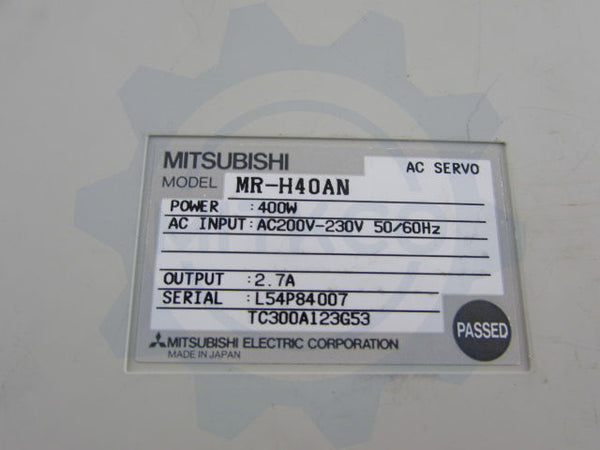 MITSUBISHI
AC SERVO
MODEL MR-H40AN
POWER :400W
AC INPUT:AC200V-230V 50/60Hz
OUTPUT :2.7A
SERIAL :L54P84007
TC300A123G53
PASSED
MITSUBISHI ELECTRIC CORPORATION
MADE IN JAPAN